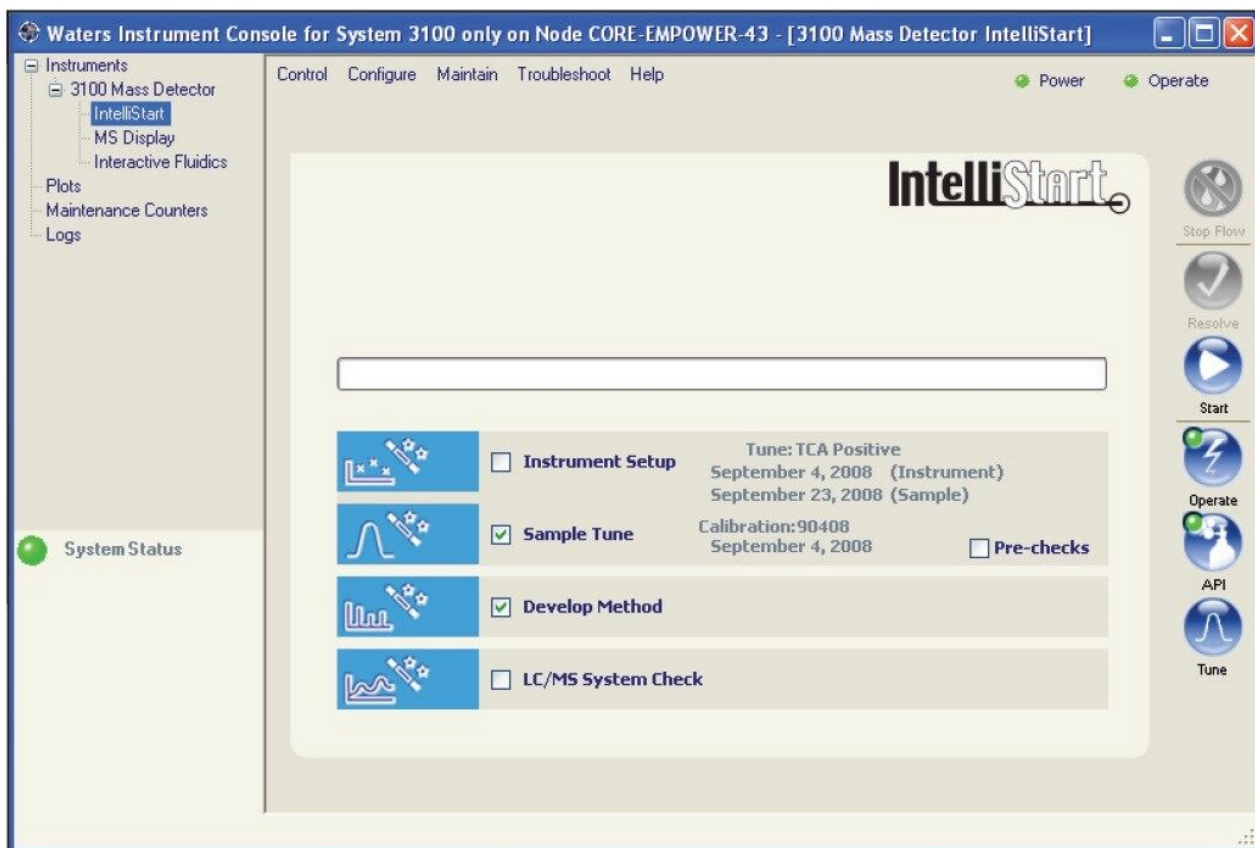 Waters Instrument Console for System 3100 only on Node CORE-EMPOWER-43 - [3100 Mass Detector IntelliStart]
Instruments
3100 Mass Detector
IntelliStart
MS Display
Interactive Fluidics
Plots
Maintenance Counters
Logs
System Status
Control Configure Maintain Troubleshoot Help
Power Operate
IntelliStart
Instrument Setup
Tune: TCA Positive
September 4, 2008 (Instrument)
September 23, 2008 (Sample)
Sample Tune
Calibration: 90408
September 4, 2008
Pre-checks
Develop Method
LC/MS System Check
Stop Flow
Resolve
Start
Operate
API
Tune